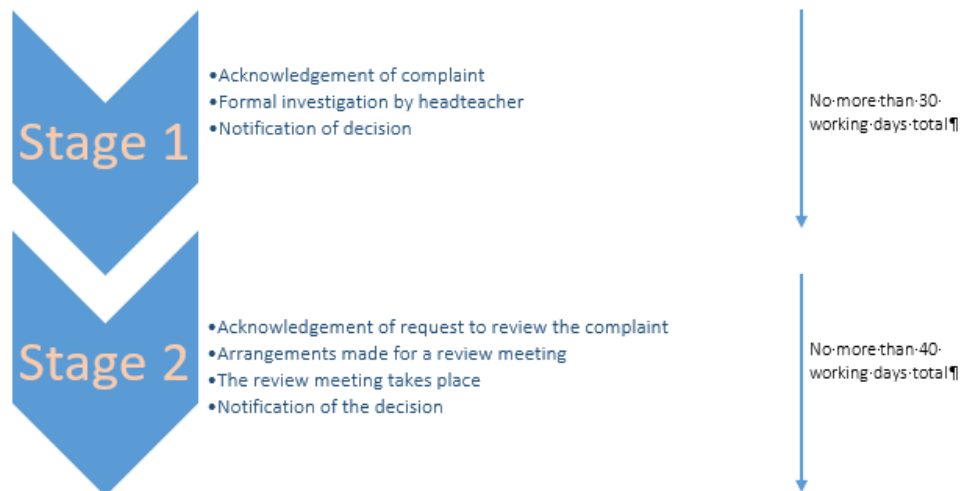 Stage 1
•Acknowledgement of complaint
•Formal investigation by headteacher
•Notification of decision
No·more·than·30·
working·days·total¶
Stage 2
•Acknowledgement of request to review the complaint
•Arrangements made for a review meeting
•The review meeting takes place
•Notification of the decision
No·more·than·40·
working·days·total¶